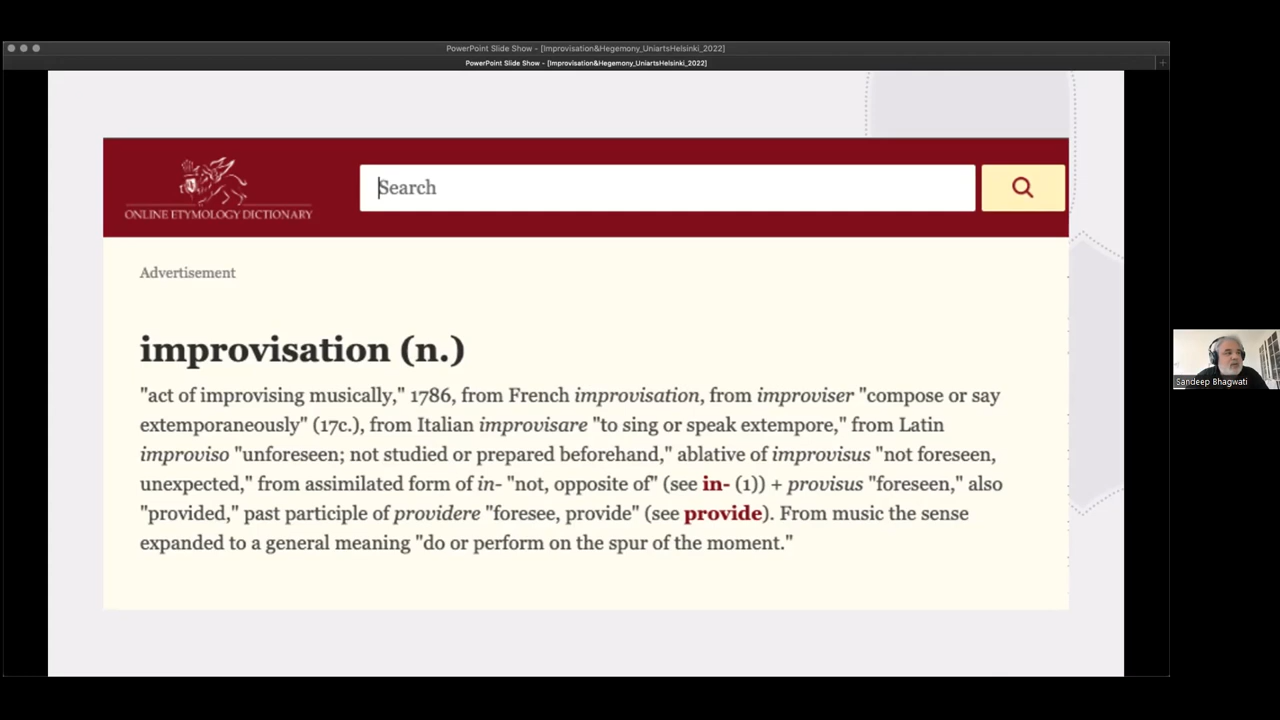 PowerPoint Slide Show - [Improvisation&Hegemony_UniartsHelsinki_2022]
PowerPoint Slide Show - [Improvisation&Hegemony_UniartsHelsinki_2022]
+
ONLINE ETYMOLOGY DICTIONARY
Search
Advertisement
improvisation (n.)
"act of improvising musically," 1786, from French improvisation, from improviser "compose or say
extemporaneously" (17c.), from Italian improvisare "to sing or speak extempore," from Latin
improviso "unforeseen; not studied or prepared beforehand," ablative of improvisus "not foreseen,
unexpected," from assimilated form of in- "not, opposite of" (see in- (1)) + provisus "foreseen," also
"provided," past participle of providere "foresee, provide" (see provide). From music the sense
expanded to a general meaning "do or perform on the spur of the moment."
Sandeep Bhagwati